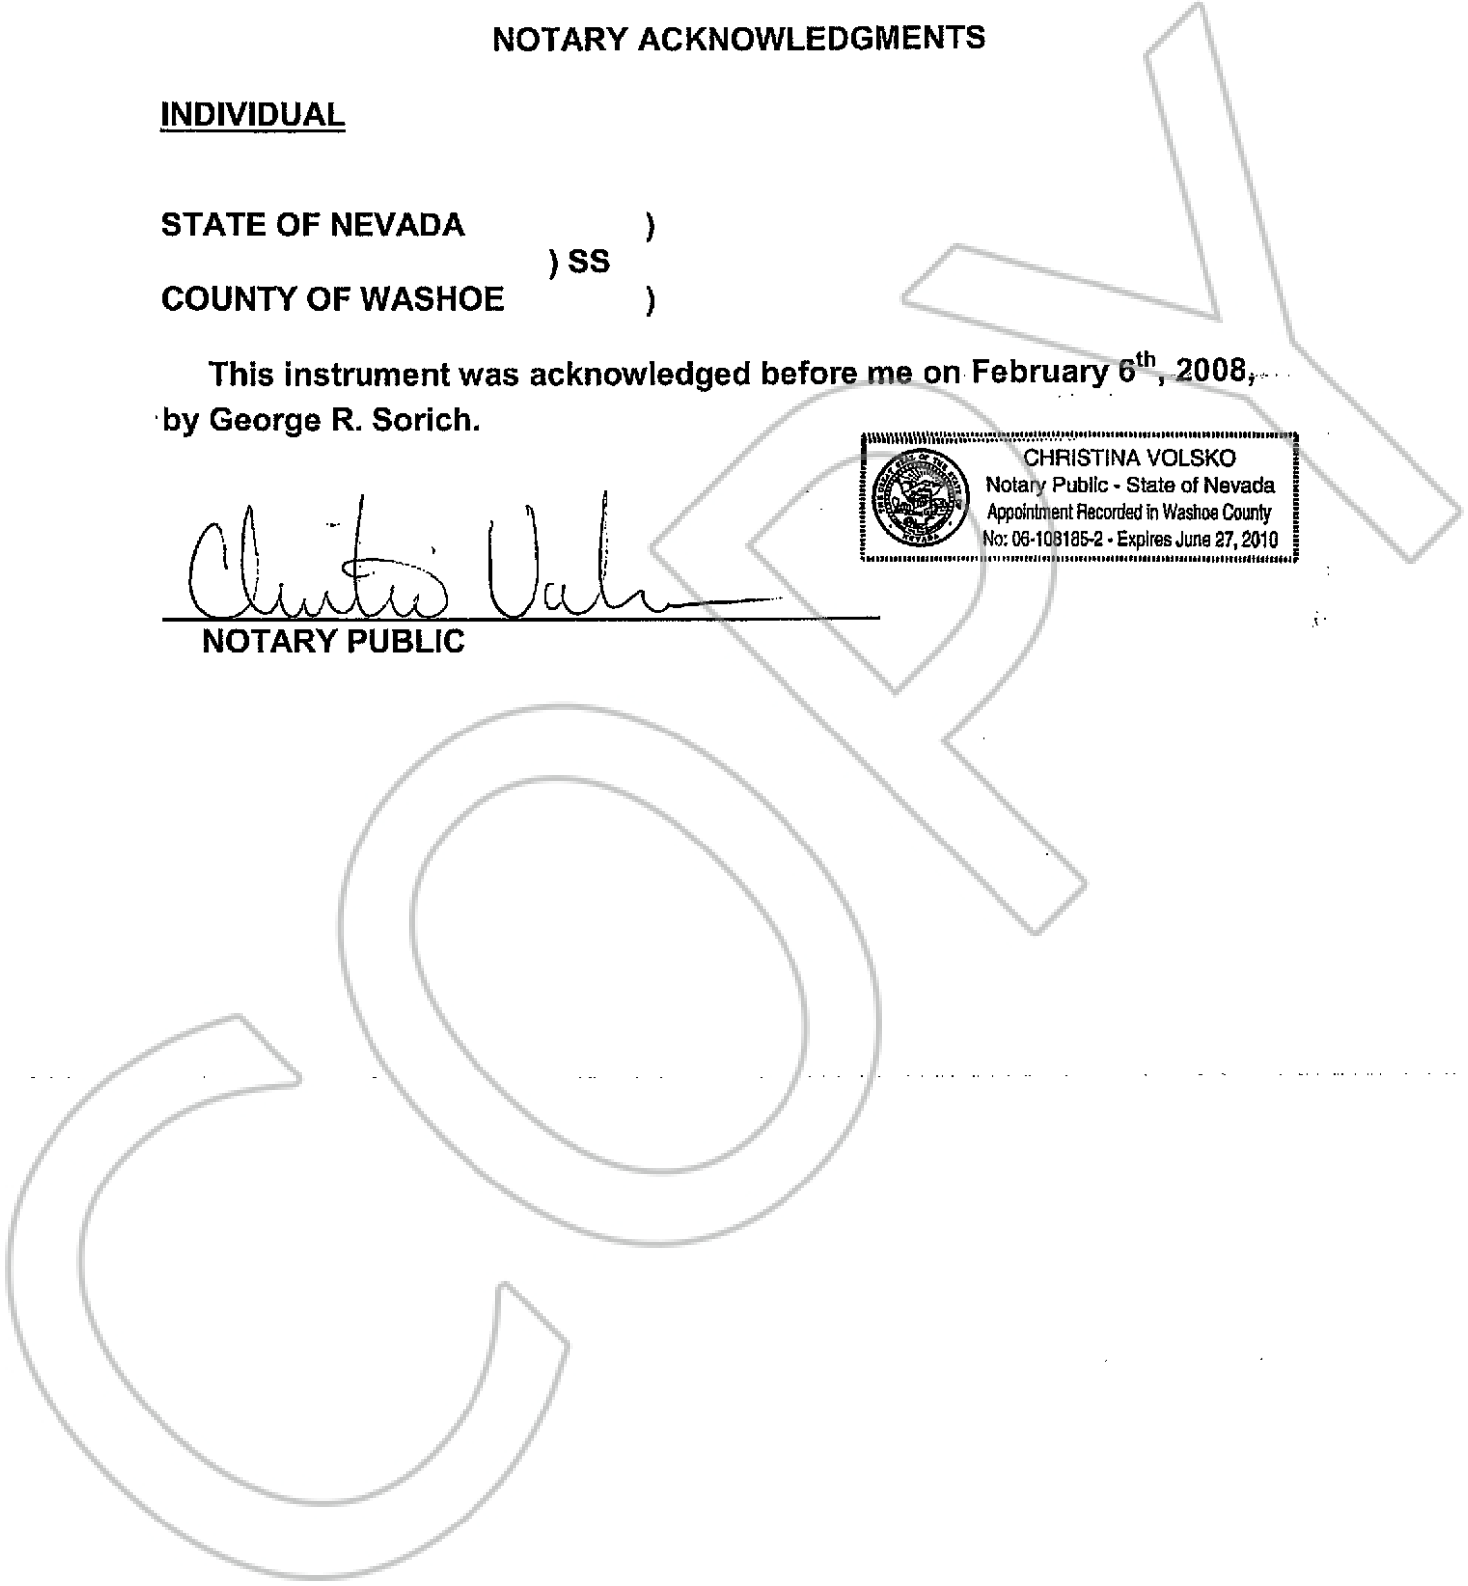 NOTARY ACKNOWLEDGMENTS
INDIVIDUAL
STATE OF NEVADA )
) SS
COUNTY OF WASHOE )
This instrument was acknowledged before me on February 6th, 2008,
by George R. Sorich.
CHRISTINA VOLSKO
Notary Public - State of Nevada
Appointment Recorded in Washoe County
No: 06-108185-2 - Expires June 27, 2010
NOTARY PUBLIC
COPY